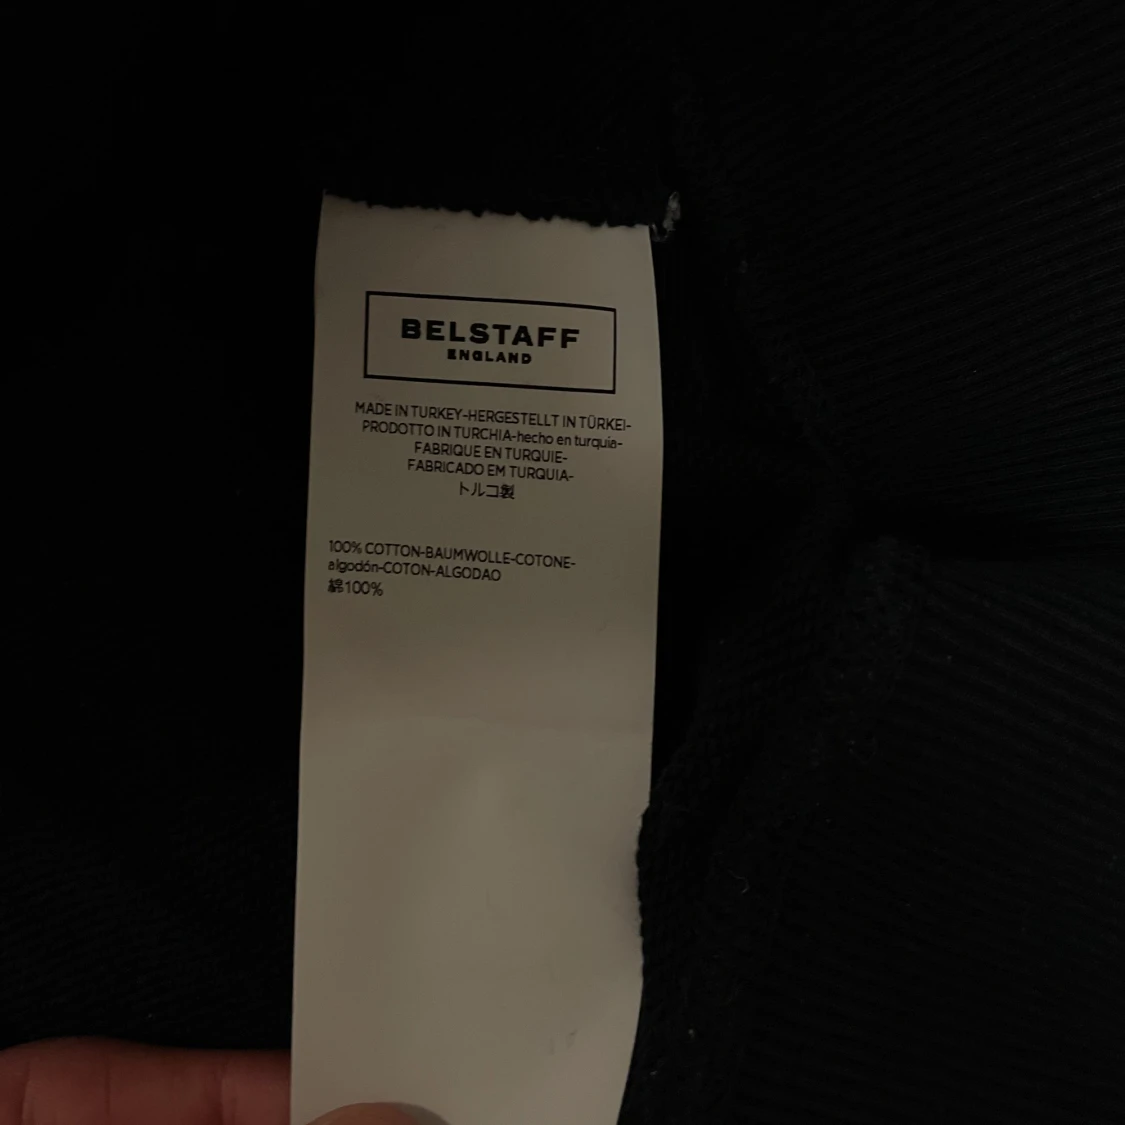 BELSTAFF
ENGLAND
MADE IN TURKEY-HERGESTELLT IN TÜRKEI-
PRODOTTO IN TURCHIA-hecho en turquía-
FABRIQUE EN TURQUIE-
FABRICADO EM TURQUIA-
トルコ製
100% COTTON-BAUMWOLLE-COTONE-
algodón-COTON-ALGODAO
綿100%